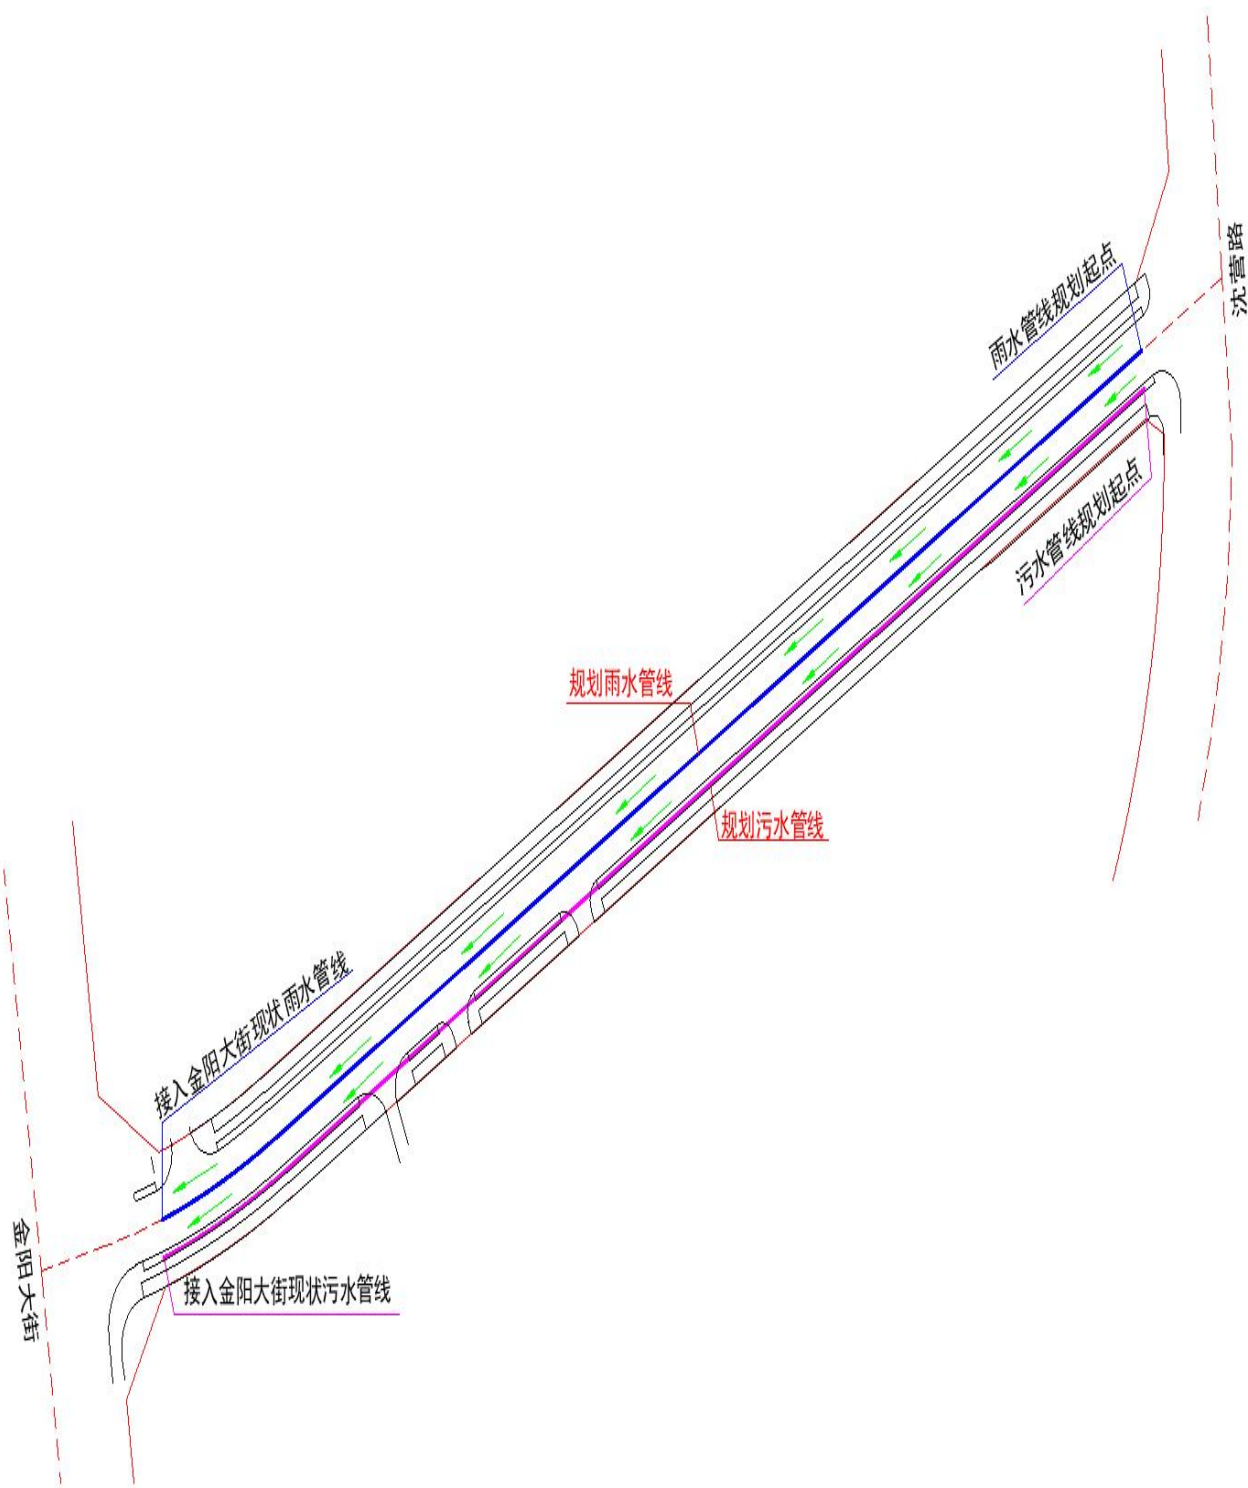 沈营路
雨水管线规划起点
污水管线规划起点
规划雨水管线
规划污水管线
接入金阳大街现状雨水管线
金阳大街
接入金阳大街现状污水管线